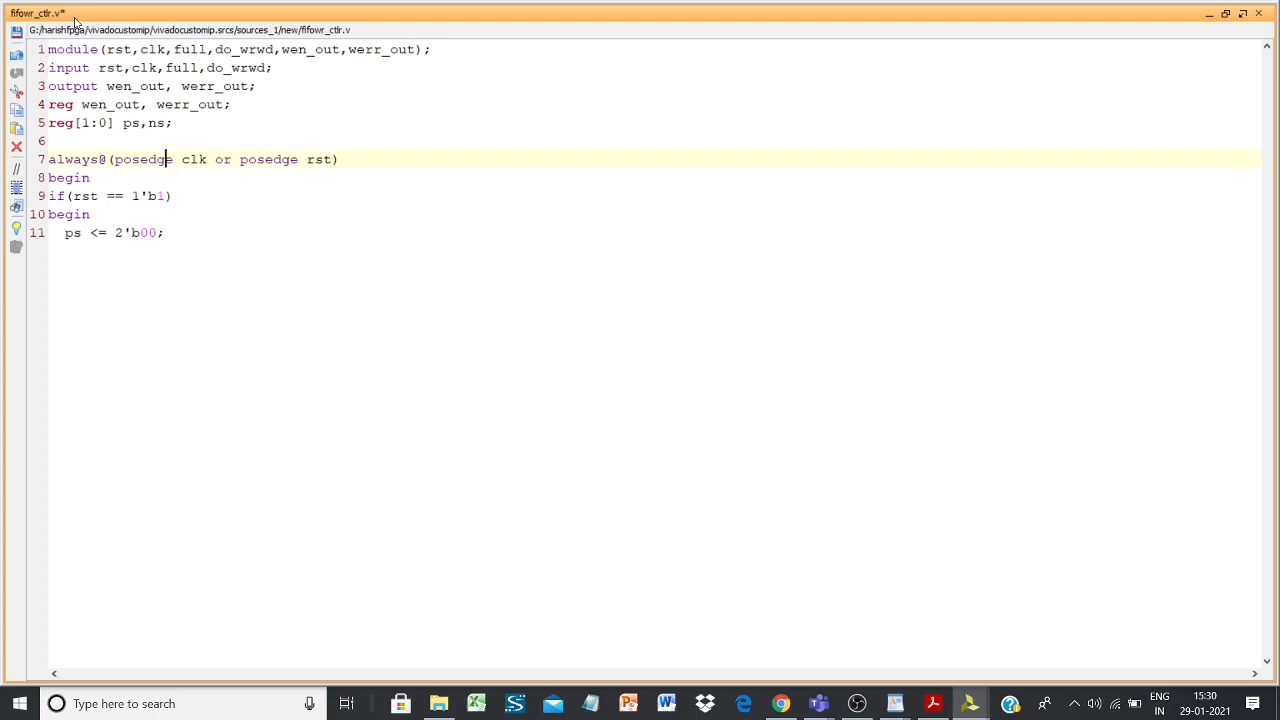 fifowr_ctlr.v*
G:/harishfpga/vivadocustomip/vivadocustomip.srcs/sources_1/new/fifowr_ctlr.v
1 module(rst,clk,full,do_wrwd,wen_out,werr_out);
2 input rst,clk,full,do_wrwd;
3 output wen_out, werr_out;
4 reg wen_out, werr_out;
5 reg[1:0] ps,ns;
6
7 always@(posedge clk or posedge rst)
8 begin
9 if(rst == 1'b1)
10 begin
11 ps <= 2'b00;
Type here to search
ENG
IN
15:30
29-01-2021